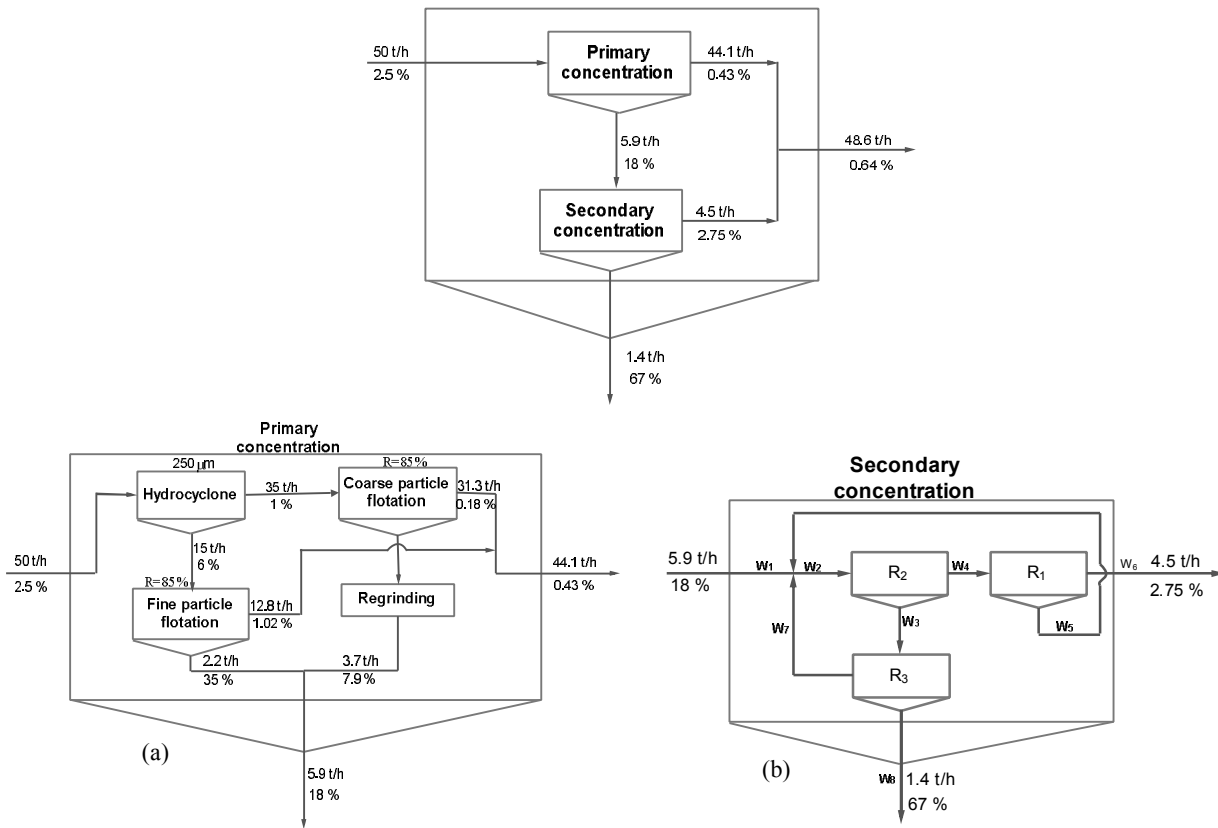 50 t/h
2.5 %
Primary
concentration
44.1 t/h
0.43 %
5.9 t/h
18 %
48.6 t/h
0.64 %
Secondary
concentration
4.5 t/h
2.75 %
1.4 t/h
67 %
Primary
concentration
250 µm
R=85%
Hydrocyclone
35 t/h
1 %
Coarse particle
flotation
31.3 t/h
0.18 %
15 t/h
6 %
50 t/h
2.5 %
R=85%
Fine particle
flotation
12.8 t/h
1.02 %
Regrinding
44.1 t/h
0.43 %
2.2 t/h
35 %
3.7 t/h
7.9 %
(a)
5.9 t/h
18 %
Secondary
concentration
5.9 t/h
18 %
W1
W2
R2
W4
R1
W6
4.5 t/h
2.75 %
W3
W7
W5
R3
(b)
W8
1.4 t/h
67 %